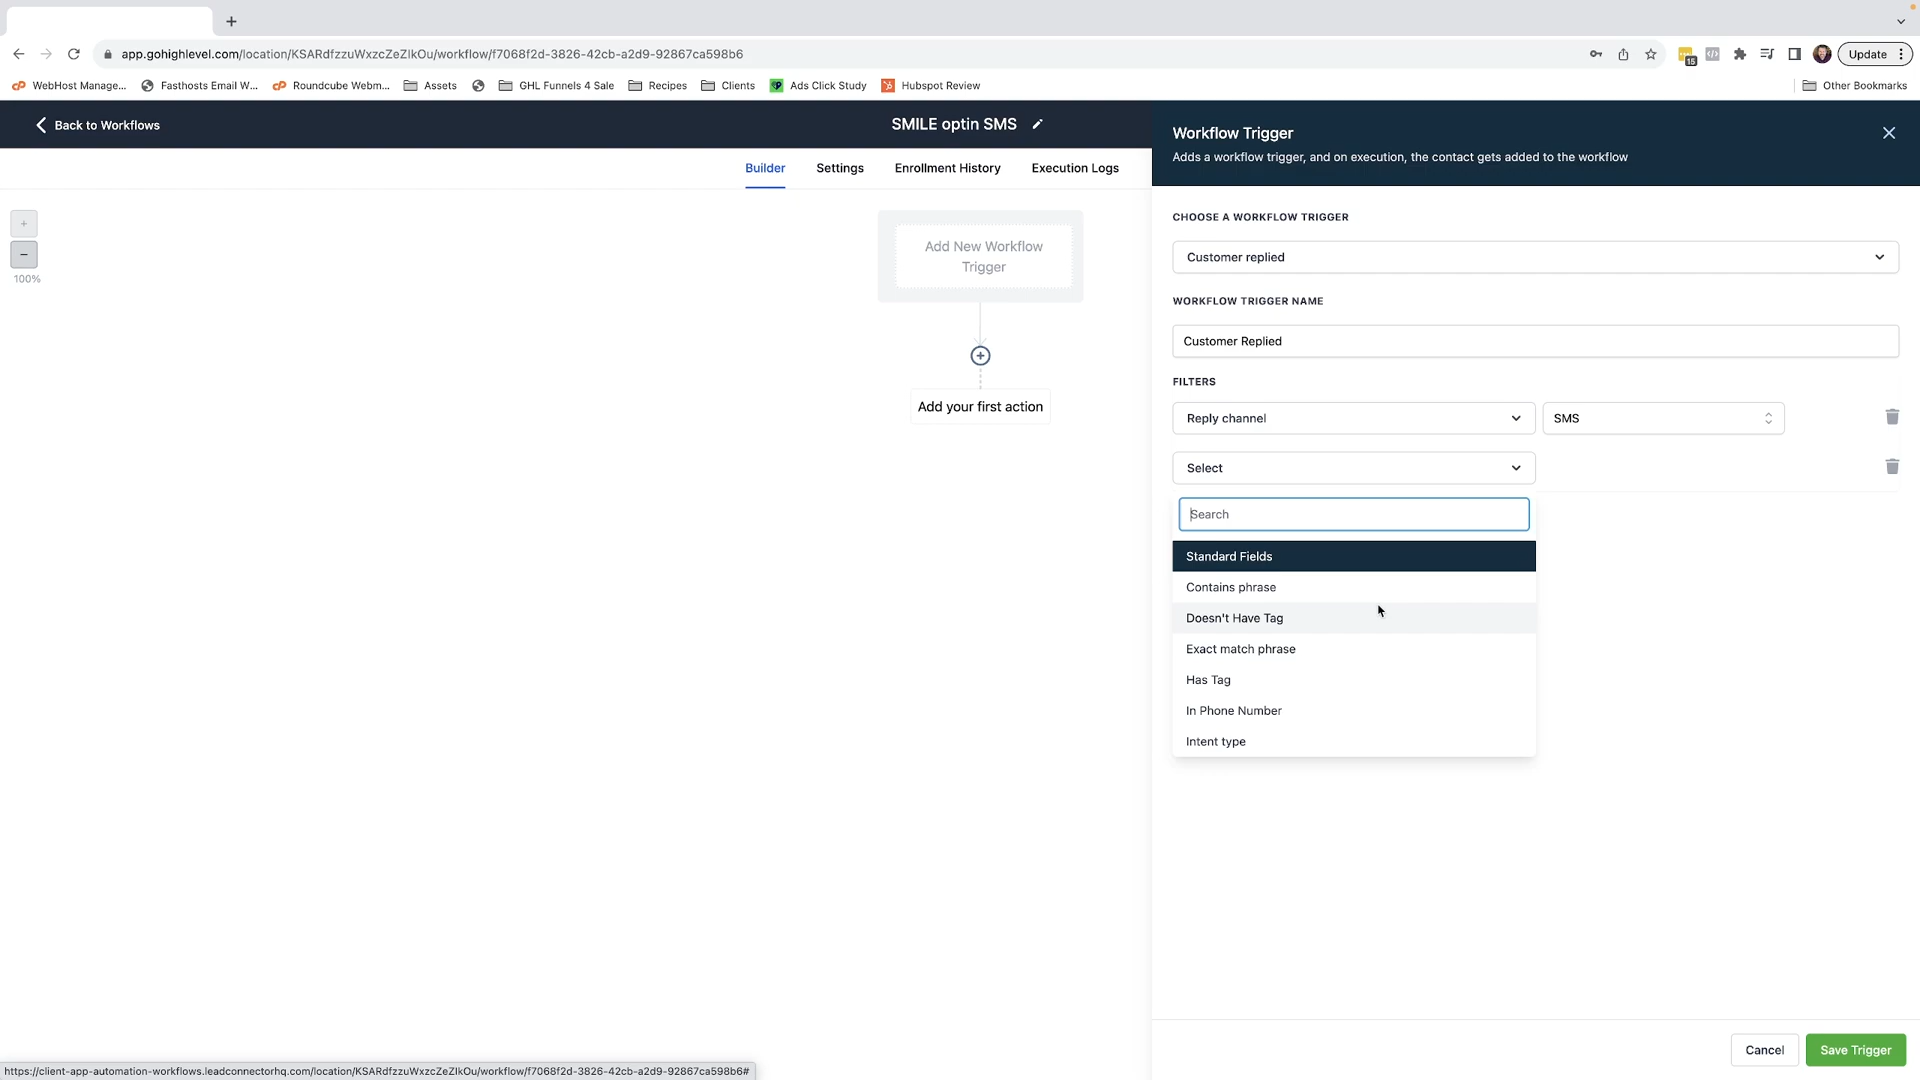 app.gohighlevel.com/location/KSARdfzzuWxzcZeZlkOu/workflow/f7068f2d-3826-42cb-a2d9-92867ca598b6
15
Update
WebHost Manage...
Fasthosts Email W...
Roundcube Webm...
Assets
GHL Funnels 4 Sale
Recipes
Clients
Ads Click Study
Hubspot Review
Other Bookmarks
Back to Workflows
SMILE optin SMS
Builder
Settings
Enrollment History
Execution Logs
+
−
100%
Add New Workflow
Trigger
Add your first action
Workflow Trigger
Adds a workflow trigger, and on execution, the contact gets added to the workflow
CHOOSE A WORKFLOW TRIGGER
Customer replied
WORKFLOW TRIGGER NAME
Customer Replied
FILTERS
Reply channel
SMS
Select
Search
Standard Fields
Contains phrase
Doesn't Have Tag
Exact match phrase
Has Tag
In Phone Number
Intent type
Cancel
Save Trigger
https://client-app-automation-workflows.leadconnectorhq.com/location/KSARdfzzuWxzcZeZlkOu/workflow/f7068f2d-3826-42cb-a2d9-92867ca598b6#